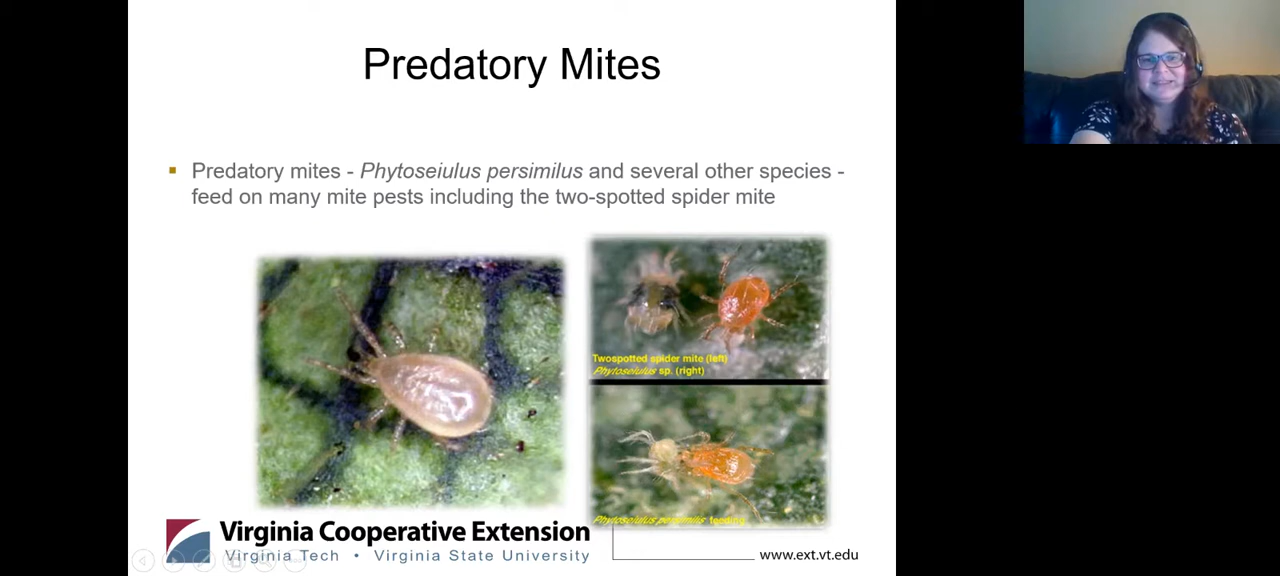 Predatory Mites
Predatory mites - Phytoseiulus persimilus and several other species -
feed on many mite pests including the two-spotted spider mite
Twospotted spider mite (left)
Phytoseiulus sp. (right)
Phytoseiulus persimilis feeding
Virginia Cooperative Extension
Virginia Tech • Virginia State University
www.ext.vt.edu